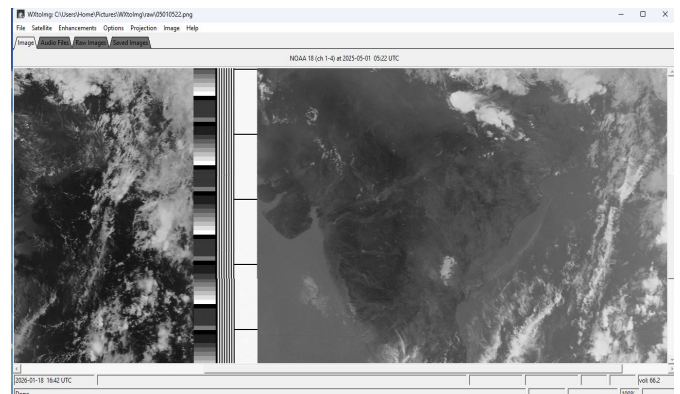 WXtoImg: C:\Users\Home\Pictures\WXtoImg\raw\05010522.png
File Satellite Enhancements Options Projection Image Help
Image Audio Files Raw Images Saved Images
NOAA 18 (ch 1-4) at 2025-05-01 05:22 UTC
2026-01-18 16:42 UTC
vol: 66.2
Done
100%